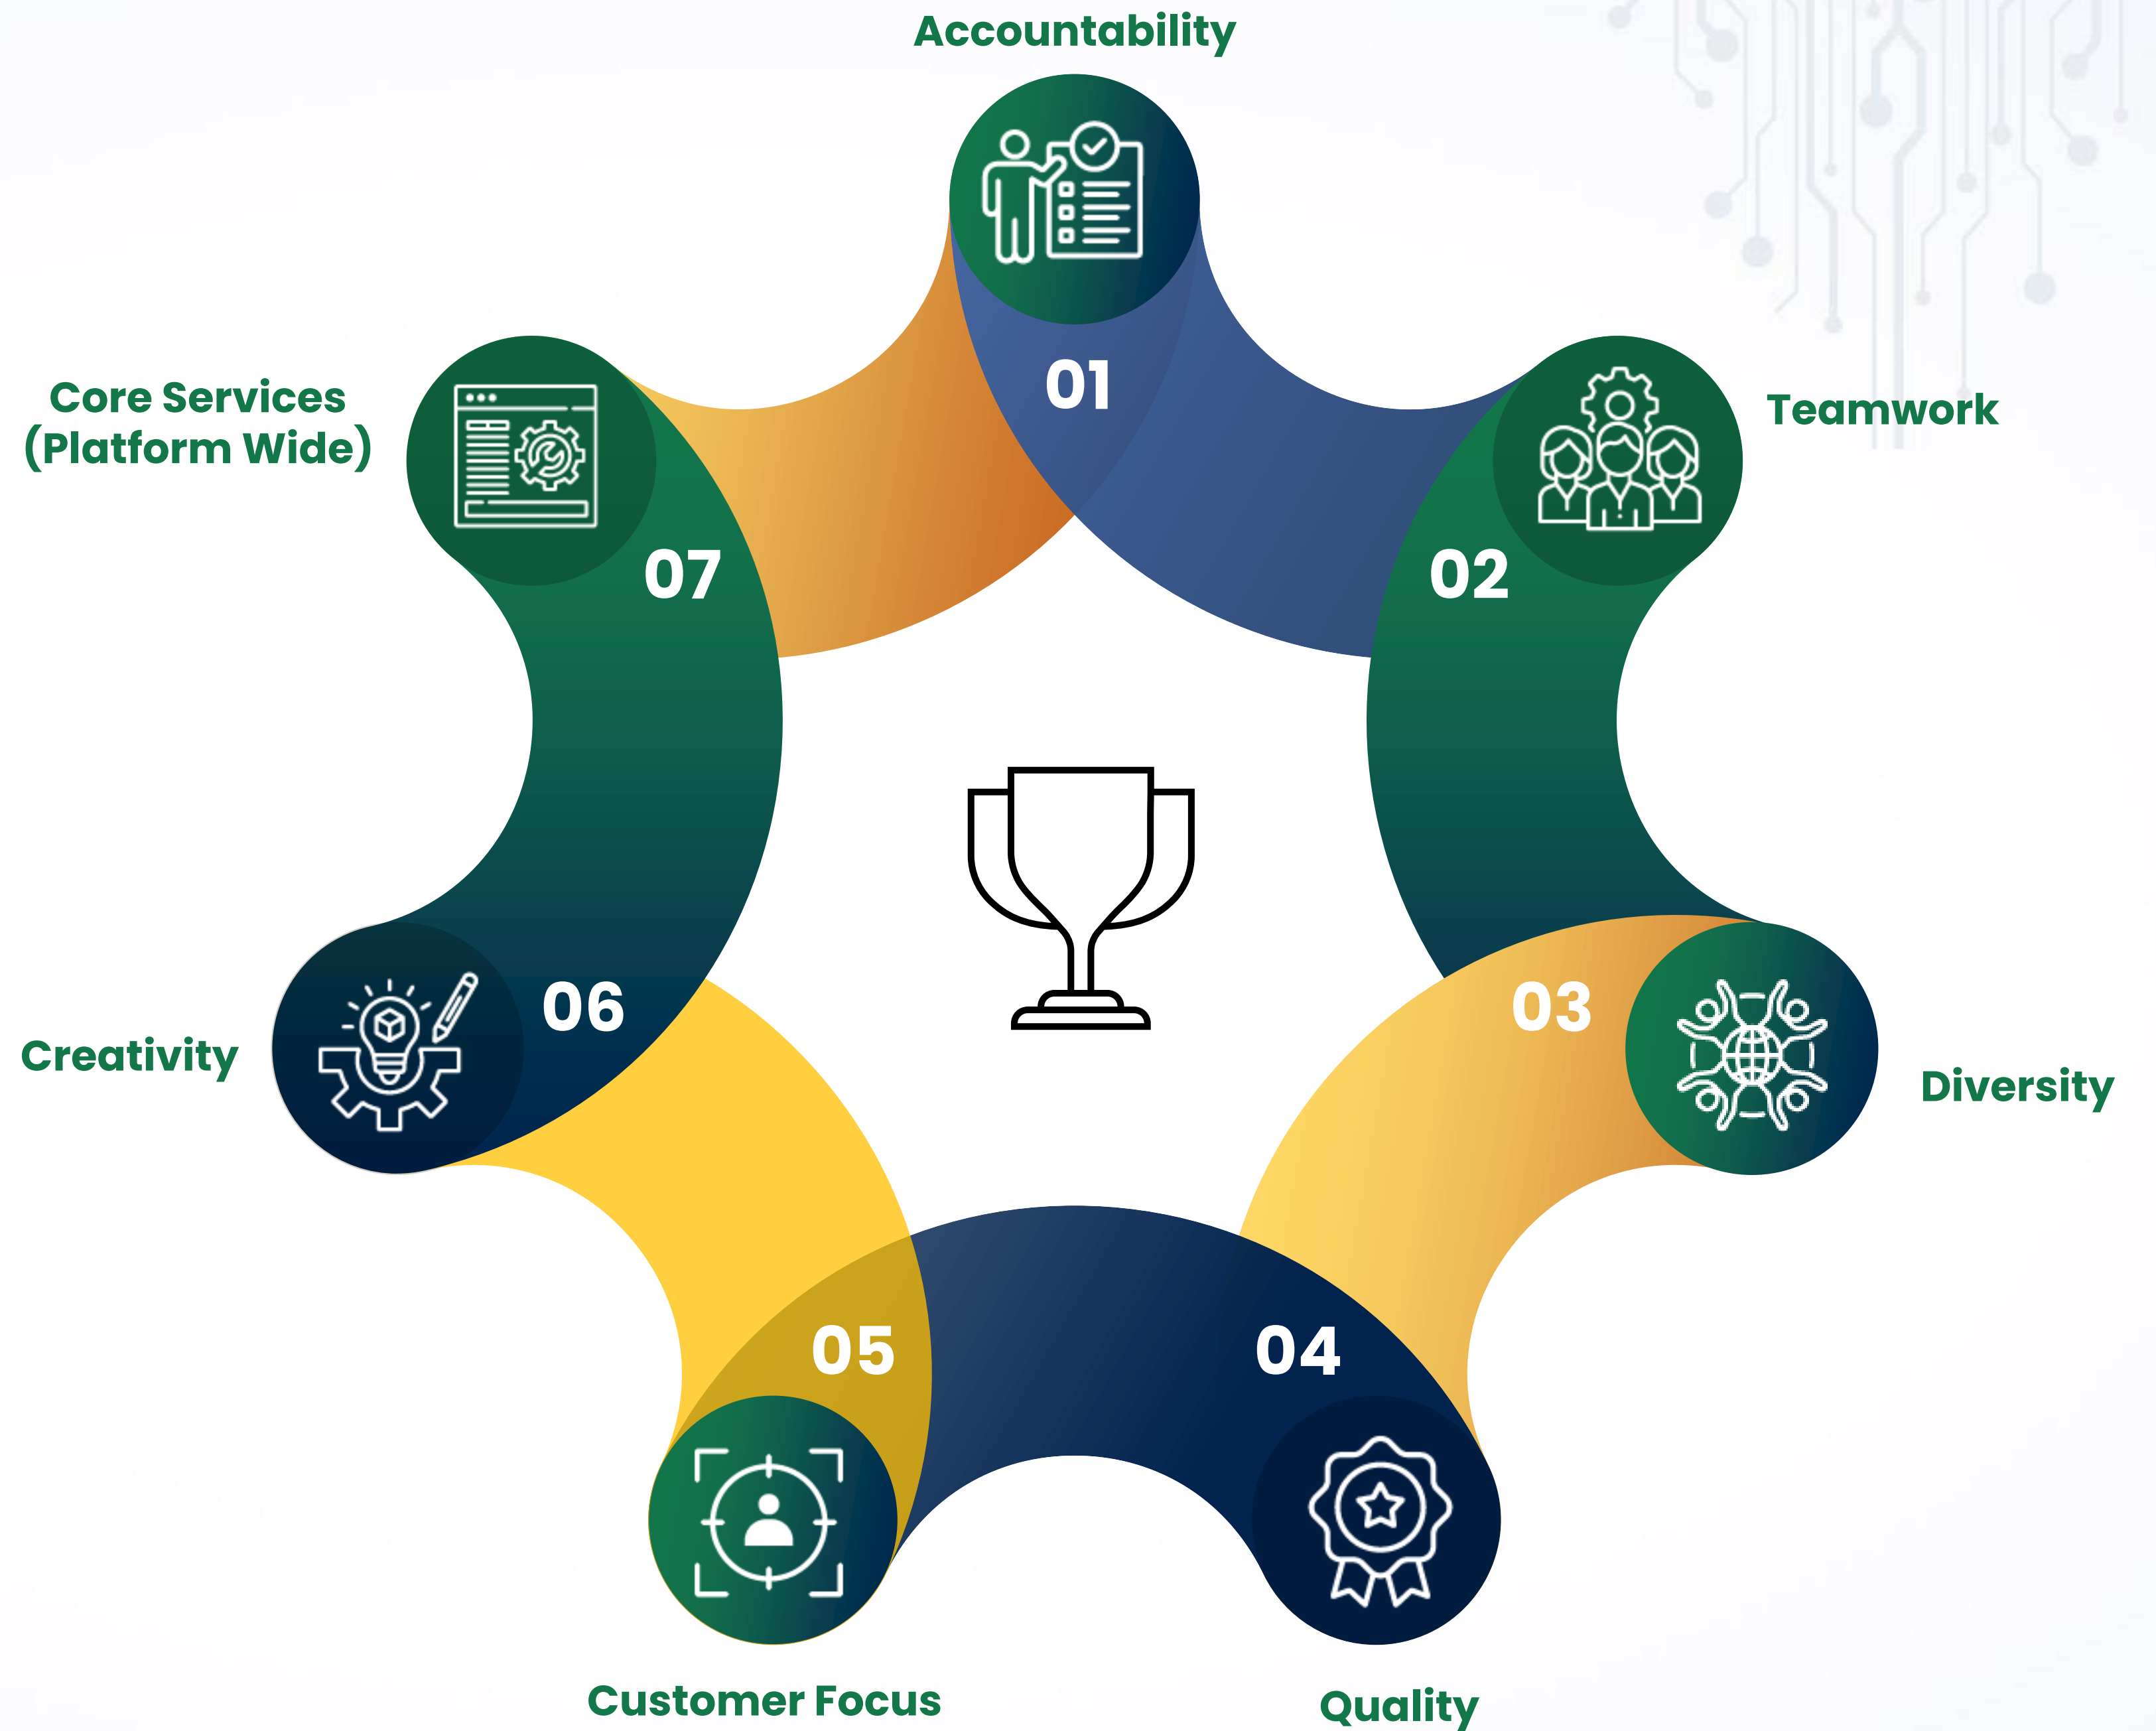 Accountability
01
Teamwork
02
Diversity
03
Quality
04
Customer Focus
05
Creativity
06
Core Services
(Platform Wide)
07